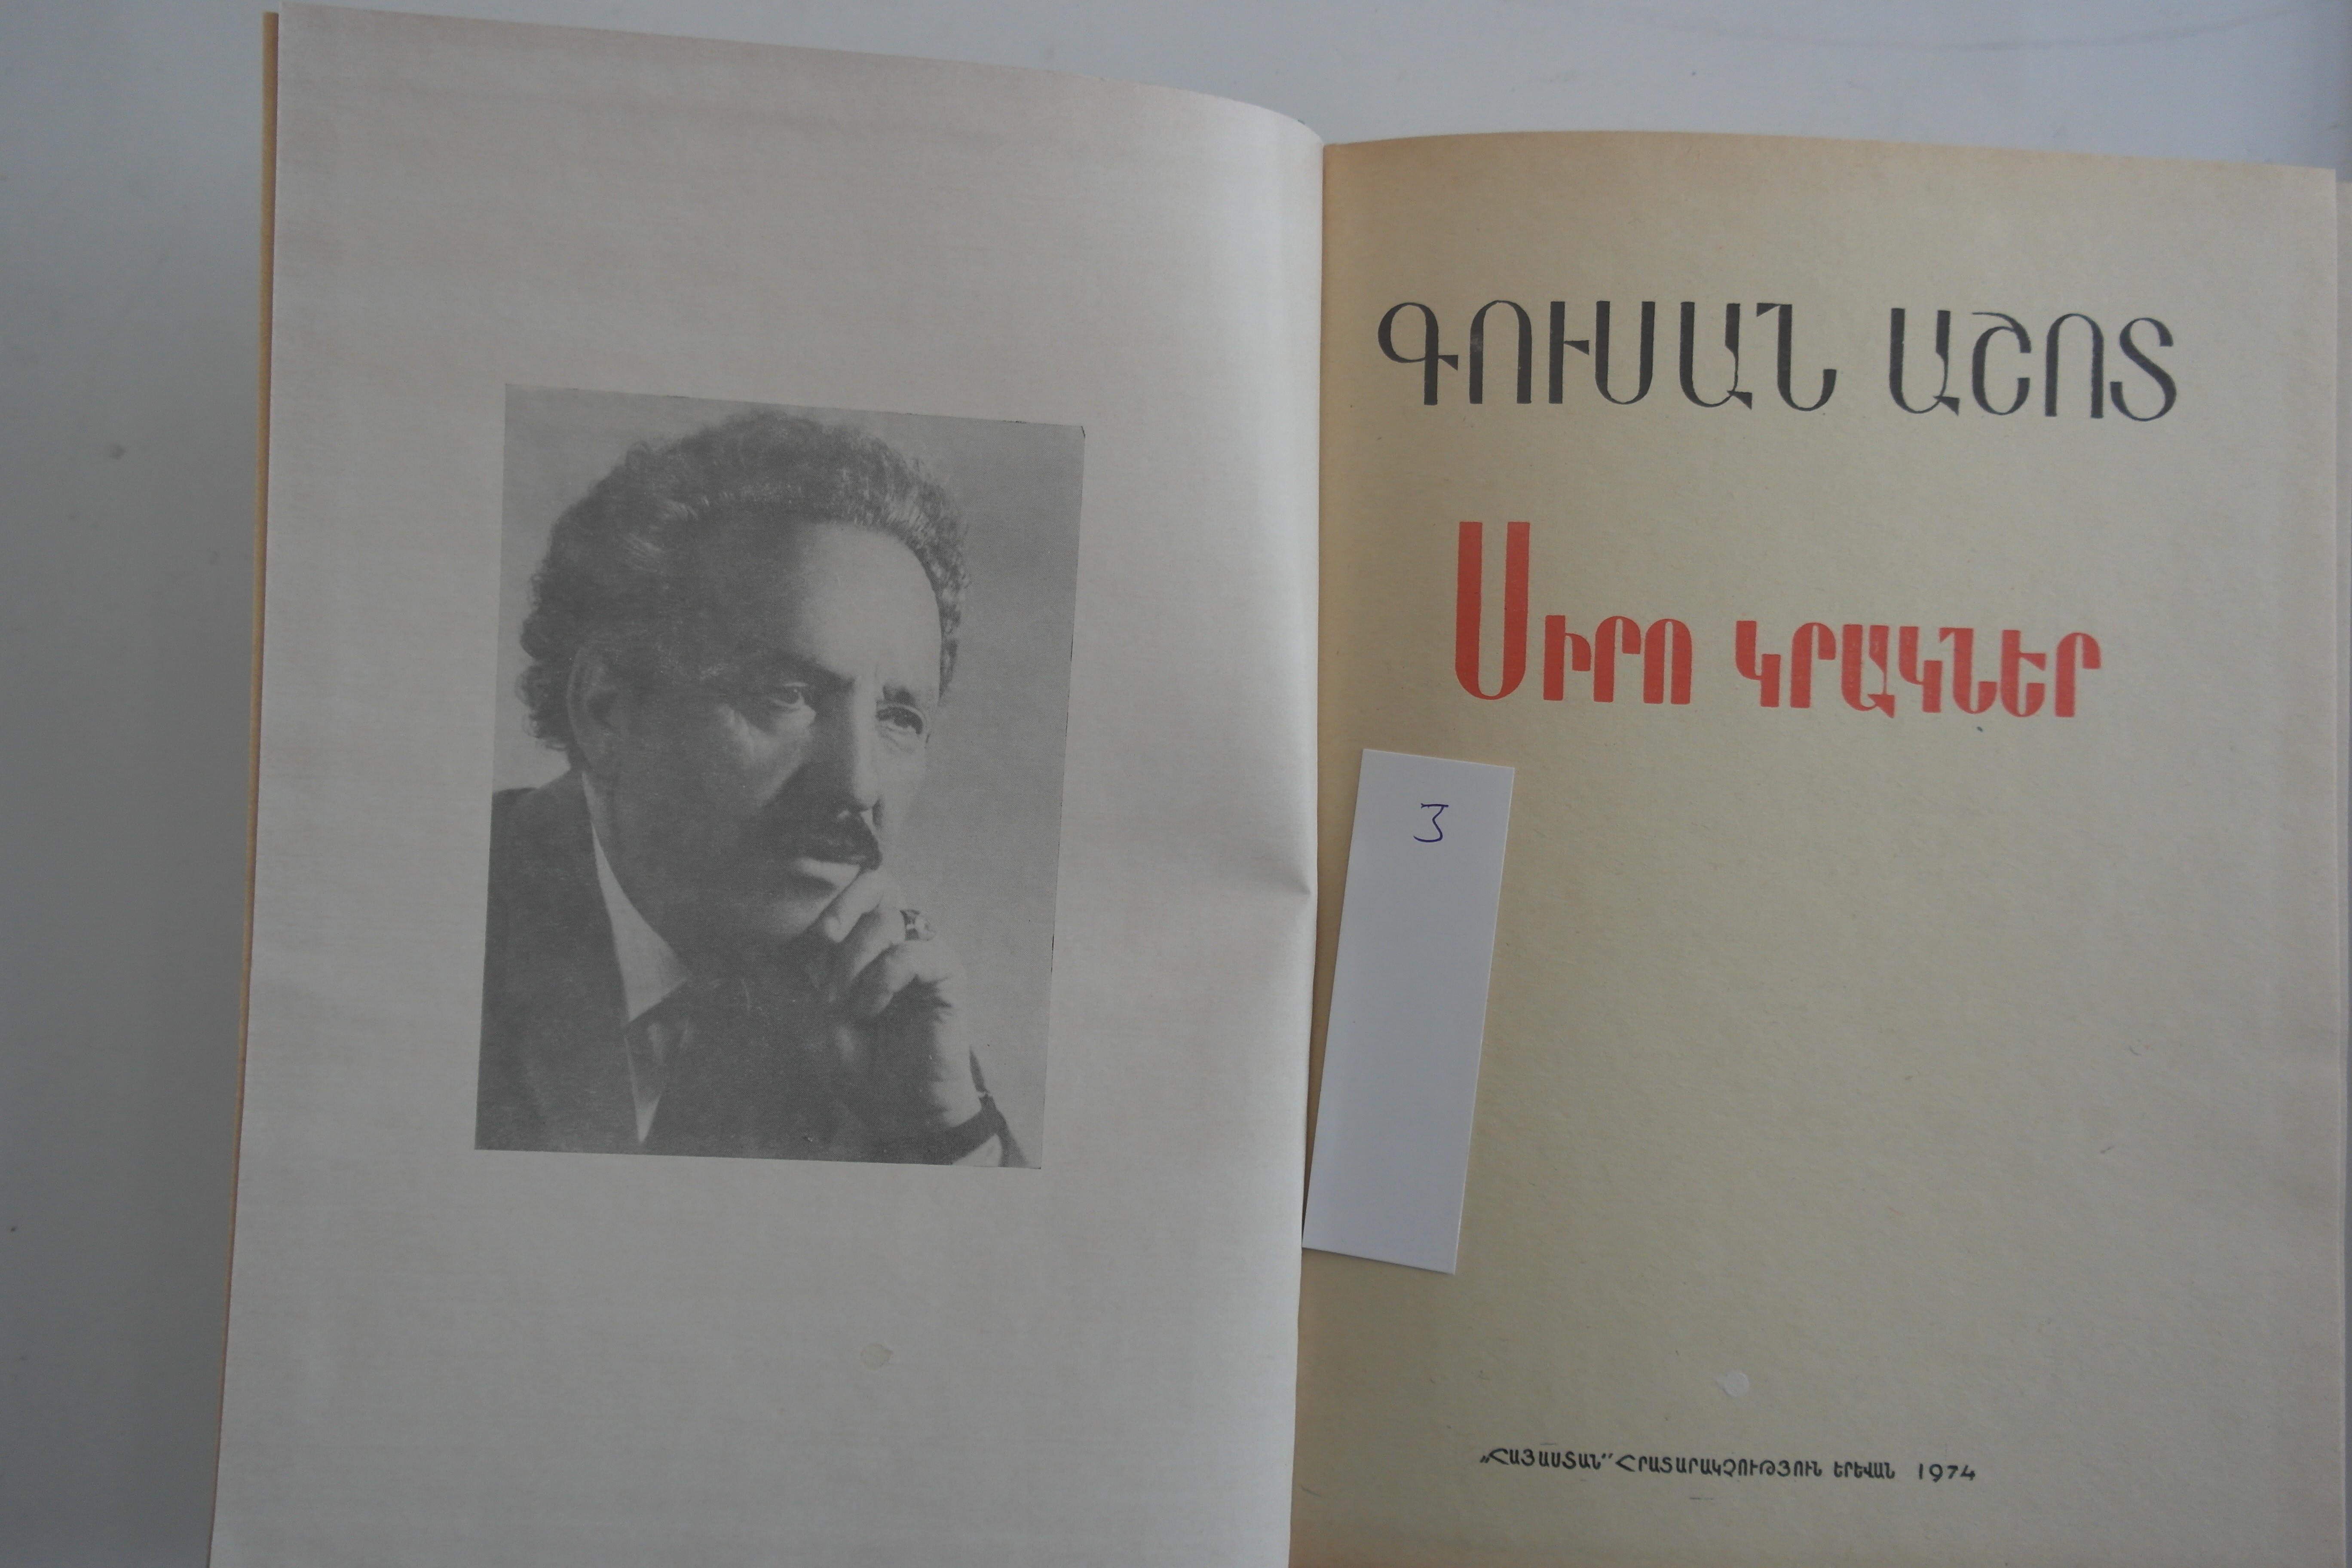 ԳՈՒՍԱՆ ԱՇՈՏ
ՍԻՐՈ ԿՐԱԿՆԵՐ
3
„ՀԱՅԱՍՏԱՆ" ՀՐԱՏԱՐԱԿՉՈՒԹՅՈՒՆ ԵՐԵՎԱՆ 1974